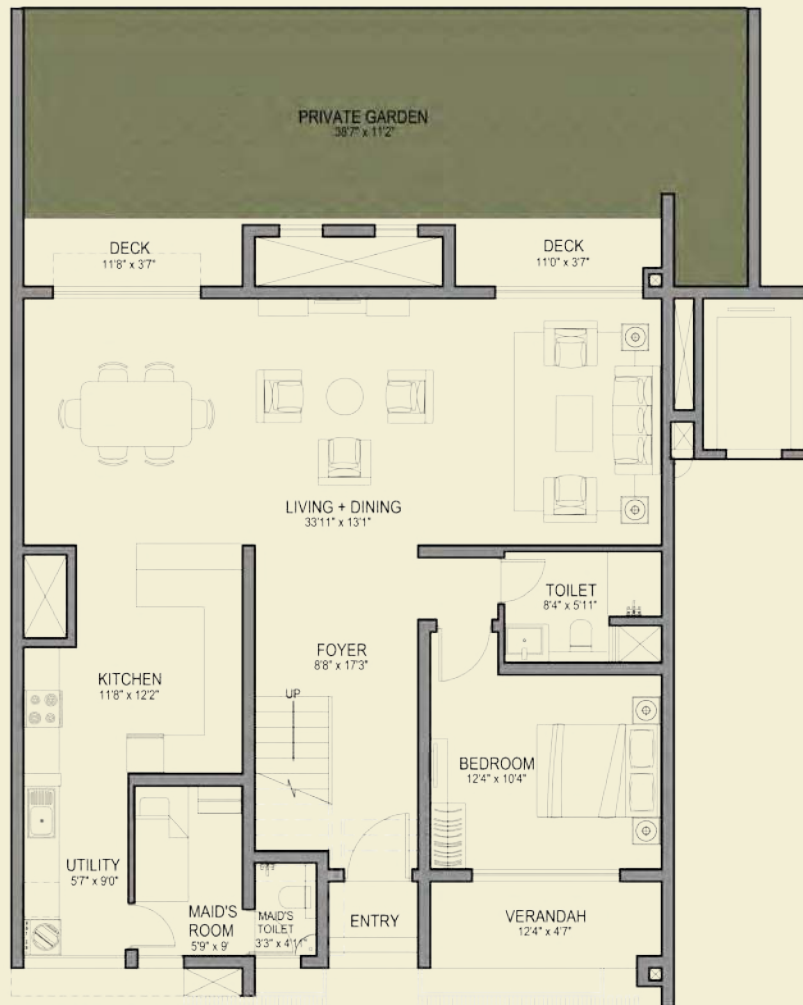 PRIVATE GARDEN
38'7" x 11'2"
DECK
11'8" x 3'7"
DECK
11'0" x 3'7"
LIVING + DINING
33'11" x 13'1"
TOILET
8'4" x 5'11"
FOYER
8'8" x 17'3"
KITCHEN
11'8" x 12'2"
UP
BEDROOM
12'4" x 10'4"
UTILITY
5'7" x 9'0"
MAID'S
ROOM
5'9" x 9'
MAID'S
TOILET
3'3" x 4'11"
ENTRY
VERANDAH
12'4" x 4'7"